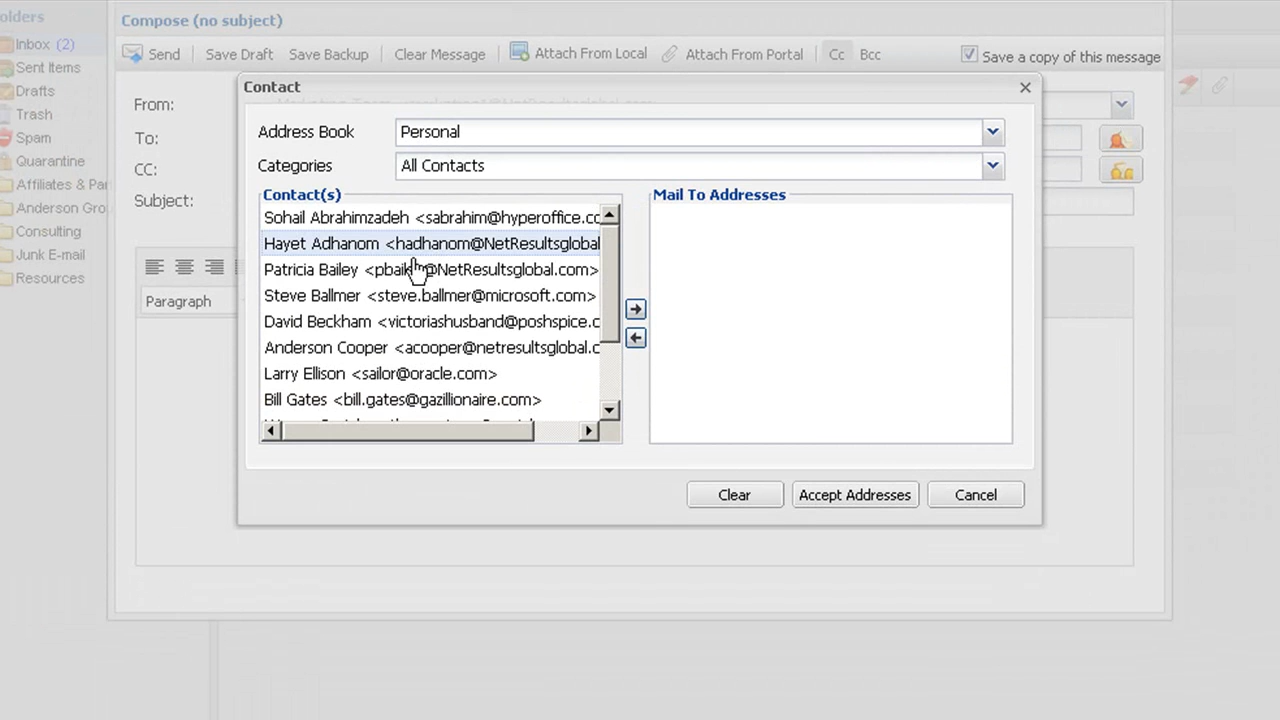 olders
Compose (no subject)
Inbox (2)
Send Save Draft Save Backup Clear Message Attach From Local Attach From Portal Cc Bcc Save a copy of this message
Sent Items
Contact
Drafts
From:
Trash
Address Book Personal
Spam
To:
Quarantine
Categories All Contacts
CC:
Affiliates & Pa
Contact(s) Mail To Addresses
Subject:
Anderson Gro
Sohail Abrahimzadeh <sabrahim@hyperoffice.co
Consulting
Hayet Adhanom <hadhanom@NetResultsglobal
Junk E-mail
Patricia Bailey @NetResultsglobal.com>
Resources
Steve Ballmer <steve.ballmer@microsoft.com>
Paragraph
David Beckham <victoriashusband@poshspice.c
Anderson Cooper <acooper@netresultsglobal.c
Larry Ellison <sailor@oracle.com>
Bill Gates <bill.gates@gazillionaire.com>
Clear Accept Addresses Cancel